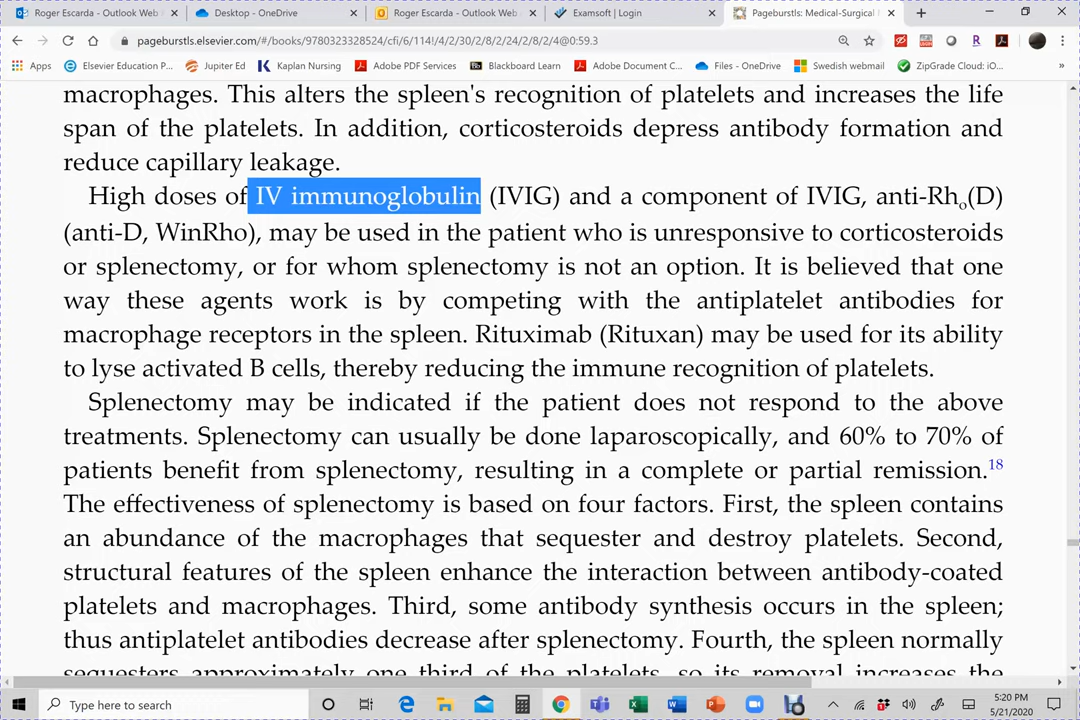 Roger Escarda - Outlook Web
Desktop - OneDrive
Roger Escarda - Outlook Web
Examsoft | Login
Pageburstls: Medical-Surgical
pageburstls.elsevier.com/#/books/9780323328524/cfi/6/114!/4/2/30/2/8/2/24/2/8/2/4@0:59.3
Apps
Elsevier Education P...
Jupiter Ed
Kaplan Nursing
Adobe PDF Services
Blackboard Learn
Adobe Document C...
Files - OneDrive
Swedish webmail
ZipGrade Cloud: iO...
macrophages. This alters the spleen's recognition of platelets and increases the life
span of the platelets. In addition, corticosteroids depress antibody formation and
reduce capillary leakage.
High doses of IV immunoglobulin (IVIG) and a component of IVIG, anti-Rho(D)
(anti-D, WinRho), may be used in the patient who is unresponsive to corticosteroids
or splenectomy, or for whom splenectomy is not an option. It is believed that one
way these agents work is by competing with the antiplatelet antibodies for
macrophage receptors in the spleen. Rituximab (Rituxan) may be used for its ability
to lyse activated B cells, thereby reducing the immune recognition of platelets.
Splenectomy may be indicated if the patient does not respond to the above
treatments. Splenectomy can usually be done laparoscopically, and 60% to 70% of
patients benefit from splenectomy, resulting in a complete or partial remission.18
The effectiveness of splenectomy is based on four factors. First, the spleen contains
an abundance of the macrophages that sequester and destroy platelets. Second,
structural features of the spleen enhance the interaction between antibody-coated
platelets and macrophages. Third, some antibody synthesis occurs in the spleen;
thus antiplatelet antibodies decrease after splenectomy. Fourth, the spleen normally
sequesters approximately one third of the platelets, so its removal increases the
Type here to search
5:20 PM
5/21/2020